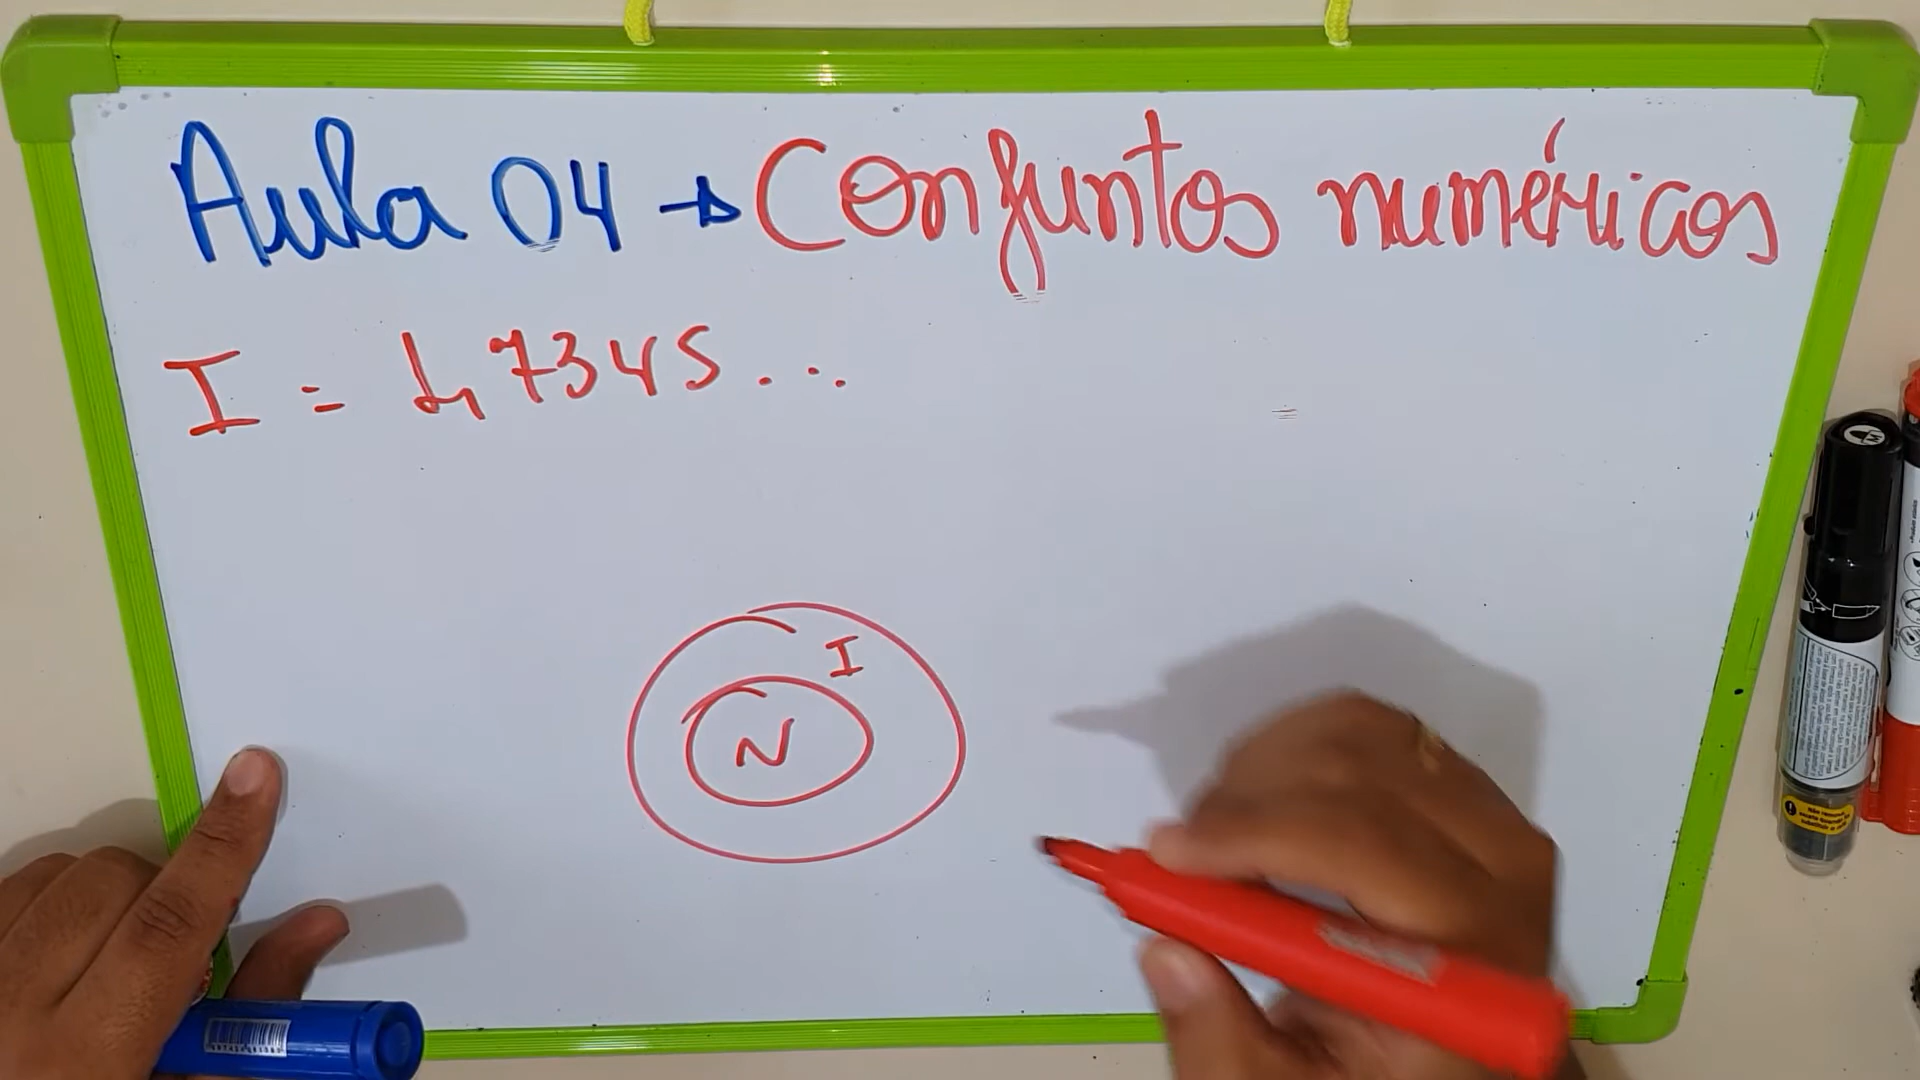 Aula 04 → Conjuntos numéricos
I = 1,7345...
I
N